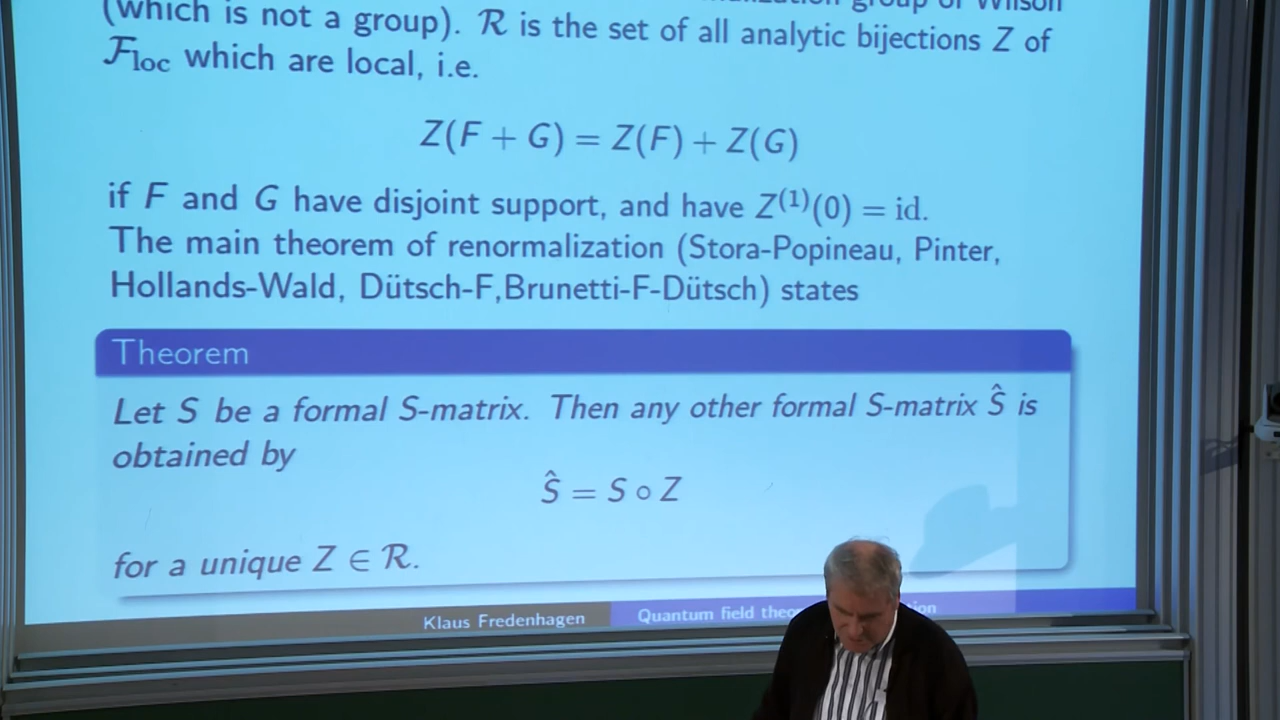 (which is not a group). R is the set of all analytic bijections Z of
F_loc which are local, i.e.
Z(F + G) = Z(F) + Z(G)
if F and G have disjoint support, and have Z^(1)(0) = id.
The main theorem of renormalization (Stora-Popineau, Pinter,
Hollands-Wald, Dütsch-F,Brunetti-F-Dütsch) states
Theorem
Let S be a formal S-matrix. Then any other formal S-matrix Ŝ is
obtained by
Ŝ = S ∘ Z
for a unique Z ∈ R.
Klaus Fredenhagen
Quantum field